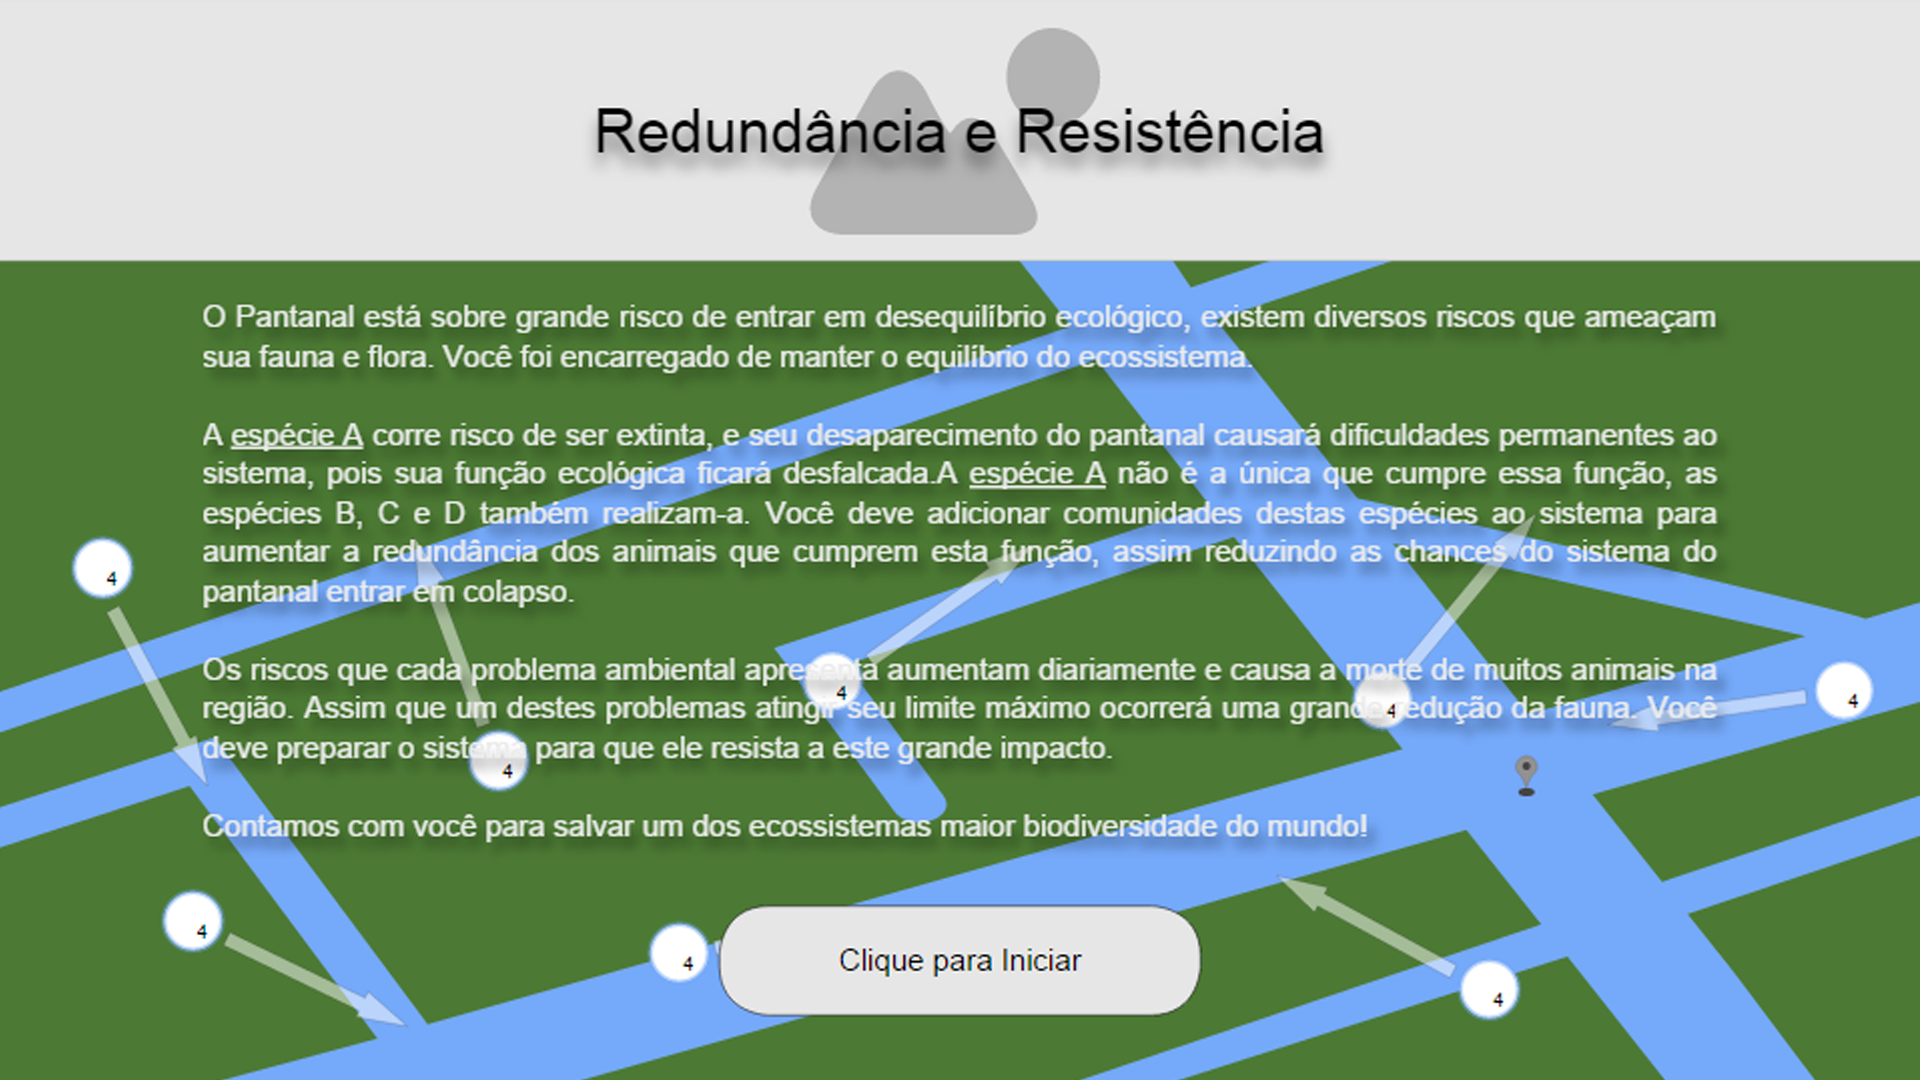 Redundância e Resistência
O Pantanal está sobre grande risco de entrar em desequilíbrio ecológico, existem diversos riscos que ameaçam
sua fauna e flora. Você foi encarregado de manter o equilíbrio do ecossistema.
A espécie A corre risco de ser extinta, e seu desaparecimento do pantanal causará dificuldades permanentes ao
sistema, pois sua função ecológica ficará desfalcada.A espécie A não é a única que cumpre essa função, as
espécies B, C e D também realizam-a. Você deve adicionar comunidades destas espécies ao sistema para
aumentar a redundância dos animais que cumprem esta função, assim reduzindo as chances do sistema do
pantanal entrar em colapso.
4
Os riscos que cada problema ambiental apresenta aumentam diariamente e causa a morte de muitos animais na
região. Assim que um destes problemas atingir seu limite máximo ocorrerá uma grande redução da fauna. Você
deve preparar o sistema para que ele resista a este grande impacto.
4
4
4
4
Contamos com você para salvar um dos ecossistemas maior biodiversidade do mundo!
4
4
Clique para Iniciar
4